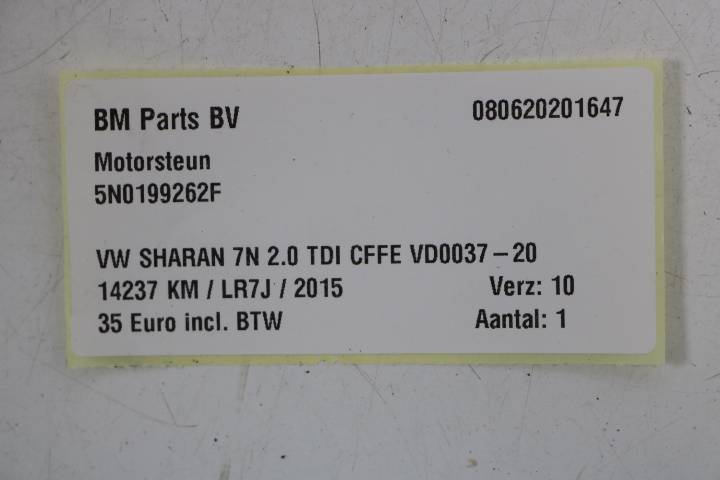 BM Parts BV 080620201647
Motorsteun
5N0199262F
VW SHARAN 7N 2.0 TDI CFFE VD0037-20
14237 KM / LR7J / 2015 Verz: 10
35 Euro incl. BTW Aantal: 1